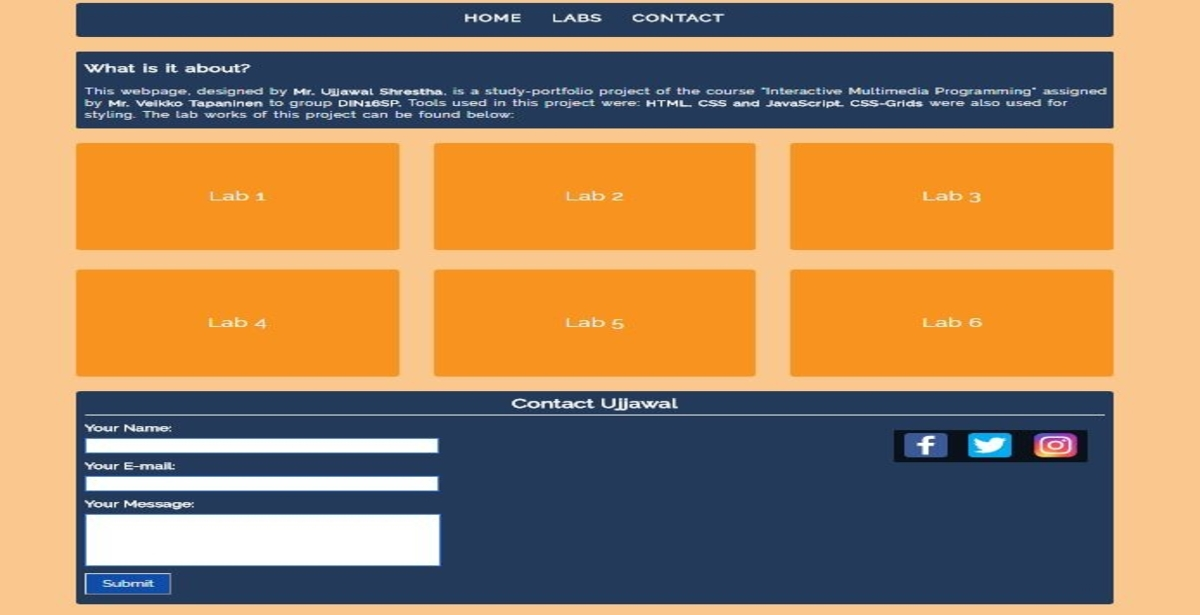 HOME LABS CONTACT
What is it about?
This webpage, designed by Mr. Ujjawal Shrestha, is a study-portfolio project of the course "Interactive Multimedia Programming" assigned
by Mr. Veikko Tapaninen to group DIN16SP. Tools used in this project were: HTML, CSS and JavaScript. CSS-Grids were also used for
styling. The lab works of this project can be found below:
Lab 1 Lab 2 Lab 3
Lab 4 Lab 5 Lab 6
Contact Ujjawal
Your Name:
Your E-mail:
Your Message:
Submit